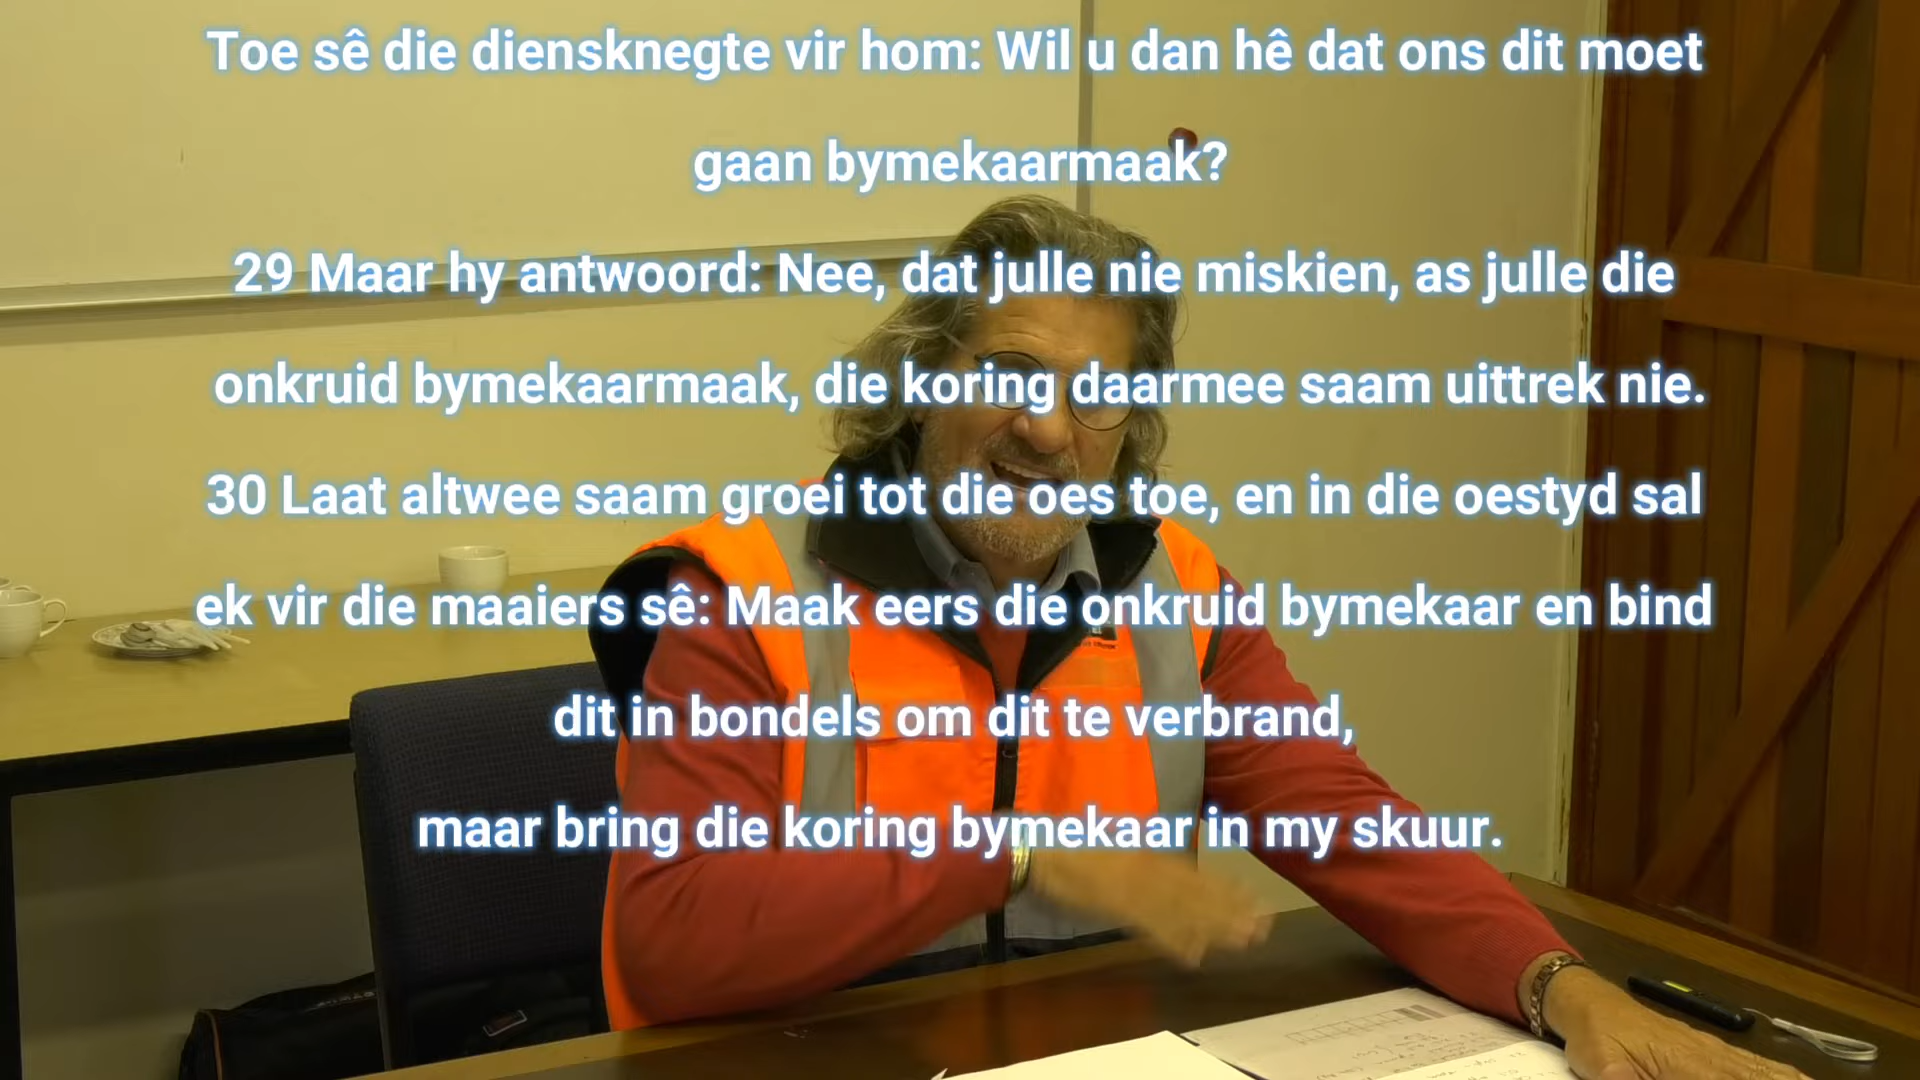 Toe sê die diensknegte vir hom: Wil u dan hê dat ons dit moet
gaan bymekaarmaak?
29 Maar hy antwoord: Nee, dat julle nie miskien, as julle die
onkruid bymekaarmaak, die koring daarmee saam uittrek nie.
30 Laat altwee saam groei tot die oes toe, en in die oestyd sal
ek vir die maaiers sê: Maak eers die onkruid bymekaar en bind
dit in bondels om dit te verbrand,
maar bring die koring bymekaar in my skuur.